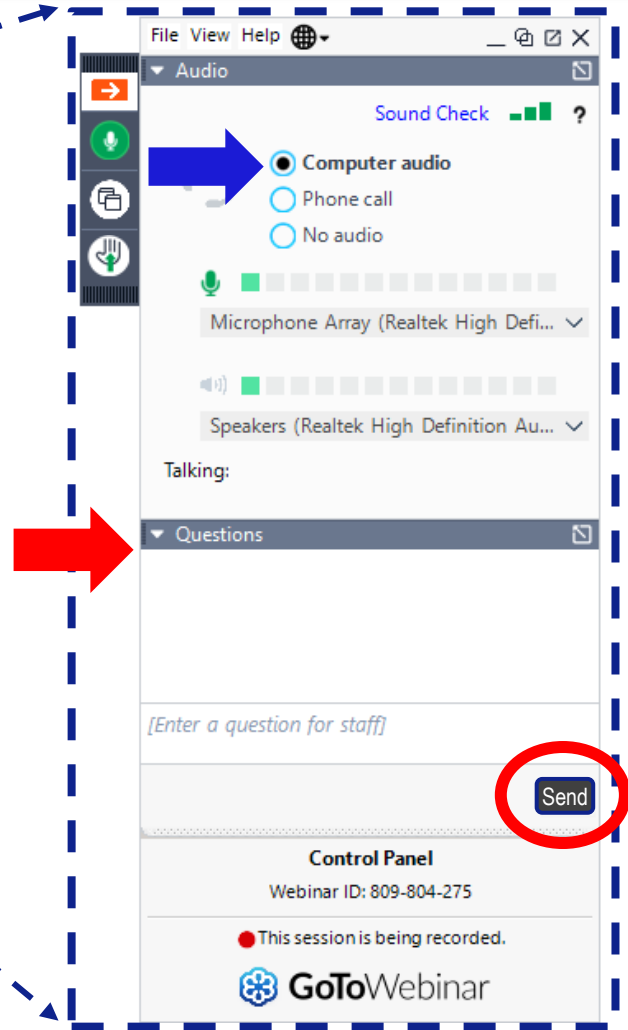 File View Help
Audio
Sound Check ?
Computer audio
Phone call
No audio
Microphone Array (Realtek High Defi...
Speakers (Realtek High Definition Au...
Talking:
Questions
[Enter a question for staff]
Send
Control Panel
Webinar ID: 809-804-275
This session is being recorded.
GoToWebinar